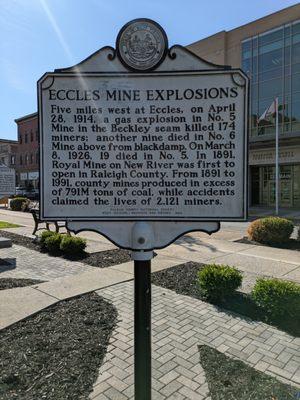 ECCLES MINE EXPLOSIONS
Five miles west at Eccles, on April
28, 1914, a gas explosion in No. 5
Mine in the Beckley seam killed 174
miners; another nine died in No. 6
Mine above from blackdamp. On March
8, 1926, 19 died in No. 5. In 1891,
Royal Mine on New River was first to
open in Raleigh County. From 1891 to
1991, county mines produced in excess
of 791M tons of coal, while accidents
claimed the lives of 2,121 miners.